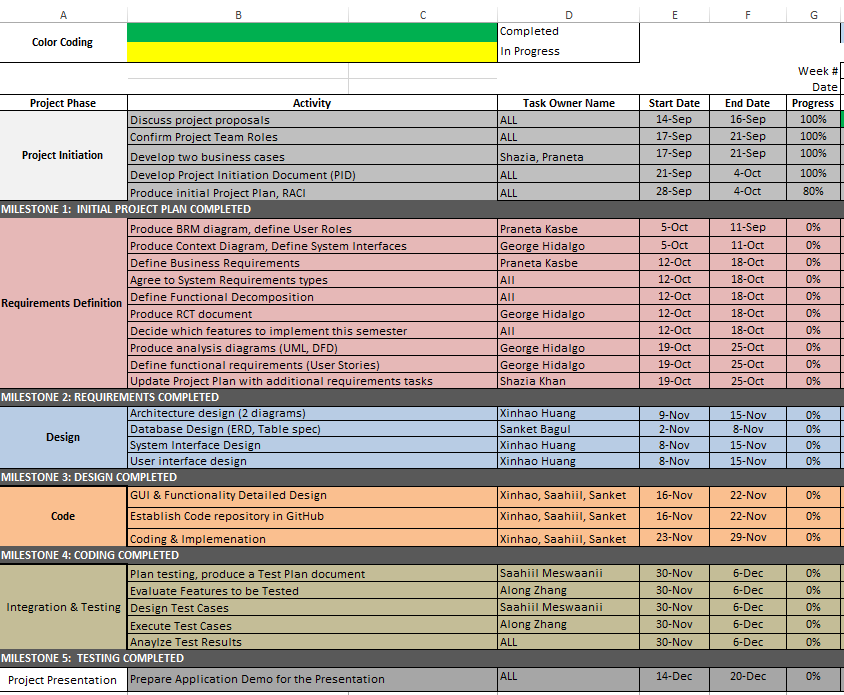 A B C D E F G
Color Coding
Completed
In Progress
Week #
Date
Project Phase Activity Task Owner Name Start Date End Date Progress
Project Initiation
Discuss project proposals ALL 14-Sep 16-Sep 100%
Confirm Project Team Roles ALL 17-Sep 21-Sep 100%
Develop two business cases Shazia, Praneta 17-Sep 21-Sep 100%
Develop Project Initiation Document (PID) ALL 21-Sep 4-Oct 100%
Produce initial Project Plan, RACI ALL 28-Sep 4-Oct 80%
MILESTONE 1: INITIAL PROJECT PLAN COMPLETED
Requirements Definition
Produce BRM diagram, define User Roles Praneta Kasbe 5-Oct 11-Sep 0%
Produce Context Diagram, Define System Interfaces George Hidalgo 5-Oct 11-Oct 0%
Define Business Requirements Praneta Kasbe 12-Oct 18-Oct 0%
Agree to System Requirements types All 12-Oct 18-Oct 0%
Define Functional Decomposition All 12-Oct 18-Oct 0%
Produce RCT document George Hidalgo 12-Oct 18-Oct 0%
Decide which features to implement this semester All 12-Oct 18-Oct 0%
Produce analysis diagrams (UML, DFD) George Hidalgo 19-Oct 25-Oct 0%
Define functional requirements (User Stories) George Hidalgo 19-Oct 25-Oct 0%
Update Project Plan with additional requirements tasks Shazia Khan 19-Oct 25-Oct 0%
MILESTONE 2: REQUIREMENTS COMPLETED
Design
Architecture design (2 diagrams) Xinhao Huang 9-Nov 15-Nov 0%
Database Design (ERD, Table spec) Sanket Bagul 2-Nov 8-Nov 0%
System Interface Design Xinhao Huang 8-Nov 15-Nov 0%
User interface design Xinhao Huang 8-Nov 15-Nov 0%
MILESTONE 3: DESIGN COMPLETED
Code
GUI & Functionality Detailed Design Xinhao, Saahiil, Sanket 16-Nov 22-Nov 0%
Establish Code repository in GitHub Xinhao, Saahiil, Sanket 16-Nov 22-Nov 0%
Coding & Implemenation Xinhao, Saahiil, Sanket 23-Nov 29-Nov 0%
MILESTONE 4: CODING COMPLETED
Integration & Testing
Plan testing, produce a Test Plan document Saahiil Meswaanii 30-Nov 6-Dec 0%
Evaluate Features to be Tested Along Zhang 30-Nov 6-Dec 0%
Design Test Cases Saahiil Meswaanii 30-Nov 6-Dec 0%
Execute Test Cases Along Zhang 30-Nov 6-Dec 0%
Anaylze Test Results ALL 30-Nov 6-Dec 0%
MILESTONE 5: TESTING COMPLETED
Project Presentation Prepare Application Demo for the Presentation ALL 14-Dec 20-Dec 0%